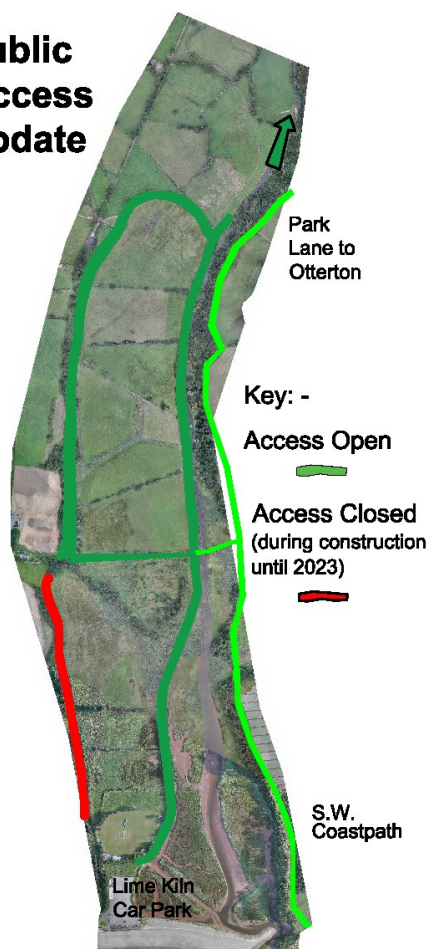 ublic
ccess
pdate
Park
Lane to
Otterton
Key: -
Access Open
Access Closed
(during construction
until 2023)
S.W.
Coastpath
Lime Kiln
Car Park